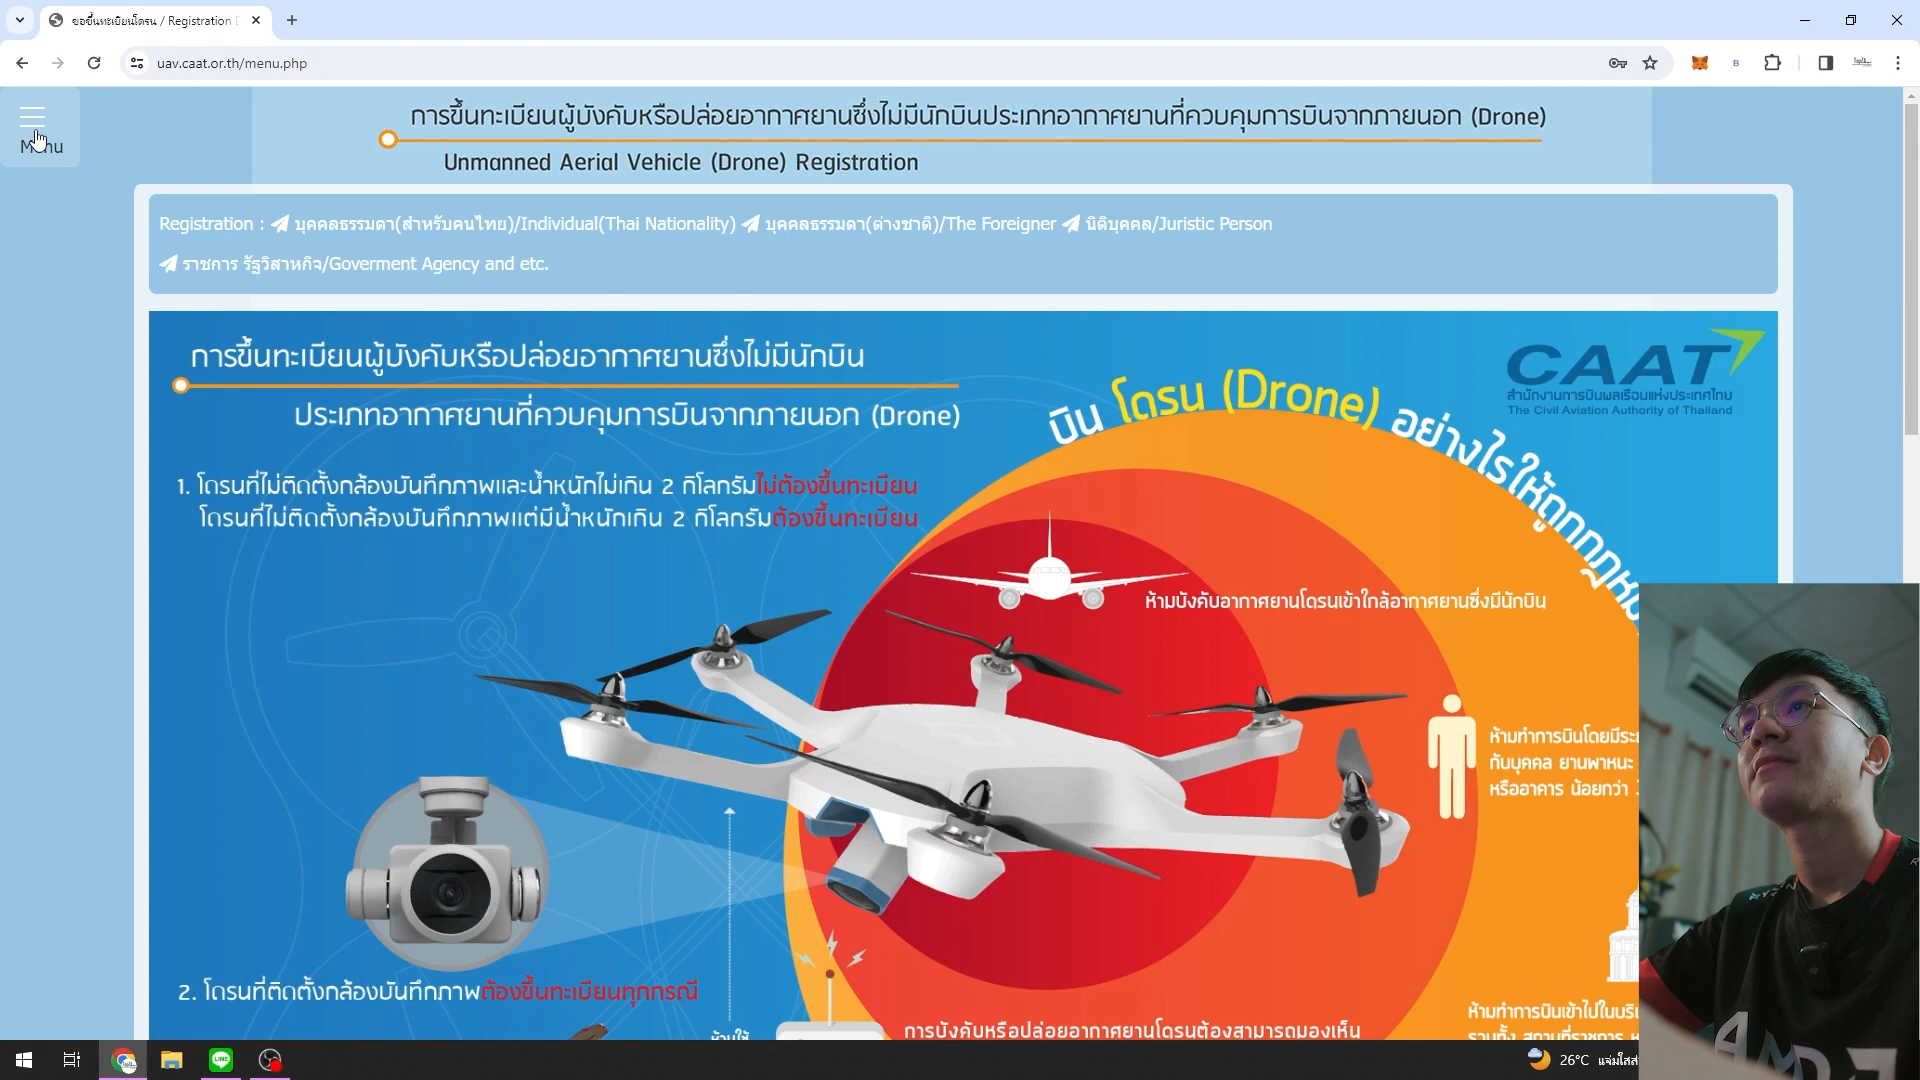 ขอขึ้นทะเบียนโดรน / Registration
uav.caat.or.th/menu.php
การขึ้นทะเบียนผู้บังคับหรือปล่อยอากาศยานซึ่งไม่มีนักบินประเภทอากาศยานที่ควบคุมการบินจากภายนอก (Drone)
Menu
Unmanned Aerial Vehicle (Drone) Registration
Registration : บุคคลธรรมดา(สำหรับคนไทย)/Individual(Thai Nationality) บุคคลธรรมดา(ต่างชาติ)/The Foreigner นิติบุคคล/Juristic Person
ราชการ รัฐวิสาหกิจ/Goverment Agency and etc.
การขึ้นทะเบียนผู้บังคับหรือปล่อยอากาศยานซึ่งไม่มีนักบิน
ประเภทอากาศยานที่ควบคุมการบินจากภายนอก (Drone)
CAAT
สำนักงานการบินพลเรือนแห่งประเทศไทย
The Civil Aviation Authority of Thailand
บิน โดรน (Drone) อย่างไรให้ถูกกฎหม
1. โดรนที่ไม่ติดตั้งกล้องบันทึกภาพและน้ำหนักไม่เกิน 2 กิโลกรัมไม่ต้องขึ้นทะเบียน
โดรนที่ไม่ติดตั้งกล้องบันทึกภาพแต่มีน้ำหนักเกิน 2 กิโลกรัมต้องขึ้นทะเบียน
ห้ามบังคับอากาศยานโดรนเข้าใกล้อากาศยานซึ่งมีนักบิน
ห้ามทำการบินโดยมีระ
กับบุคคล ยานพาหนะ
หรืออาคาร น้อยกว่า
2. โดรนที่ติดตั้งกล้องบันทึกภาพต้องขึ้นทะเบียนทุกกรณี
ห้ามใช้
การบังคับหรือปล่อยอากาศยานโดรนต้องสามารถมองเห็น
ห้ามทำการบินเข้าไปในบริเ
รวมทั้ง สถานที่ราชการ
LINE
26°C